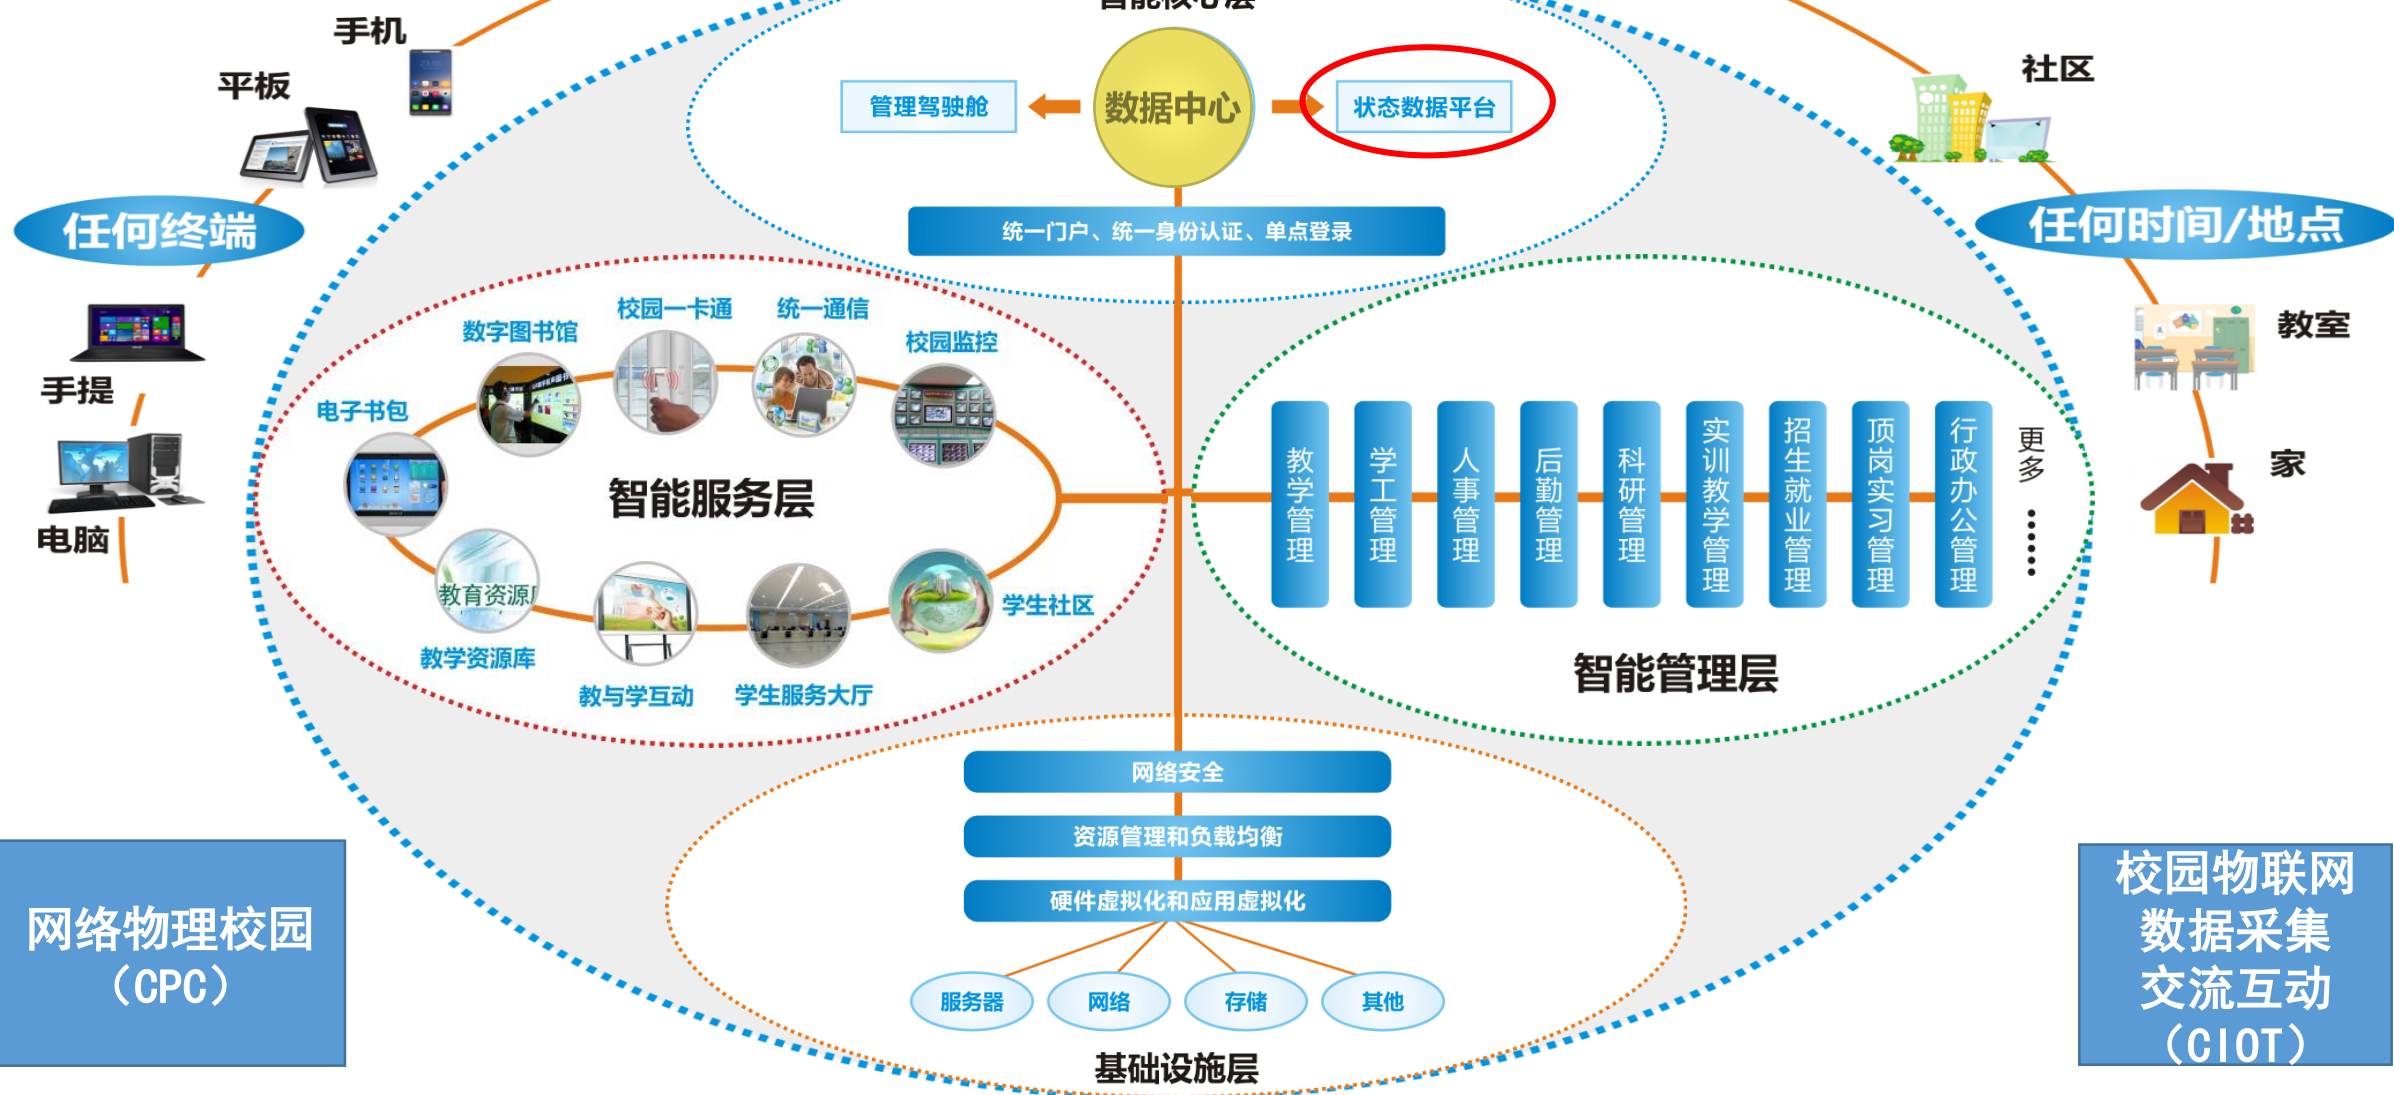 智能核心层
手机
平板
任何终端
手提
电脑
管理驾驶舱
数据中心
状态数据平台
统一门户、统一身份认证、单点登录
社区
任何时间/地点
教室
家
数字图书馆
校园一卡通
统一通信
校园监控
电子书包
智能服务层
教育资源
教学资源库
教与学互动
学生服务大厅
学生社区
教学管理
学工管理
人事管理
后勤管理
科研管理
实训教学管理
招生就业管理
顶岗实习管理
行政办公管理
更多……
智能管理层
网络安全
资源管理和负载均衡
硬件虚拟化和应用虚拟化
服务器
网络
存储
其他
基础设施层
网络物理校园
（CPC）
校园物联网
数据采集
交流互动
（CIOT）